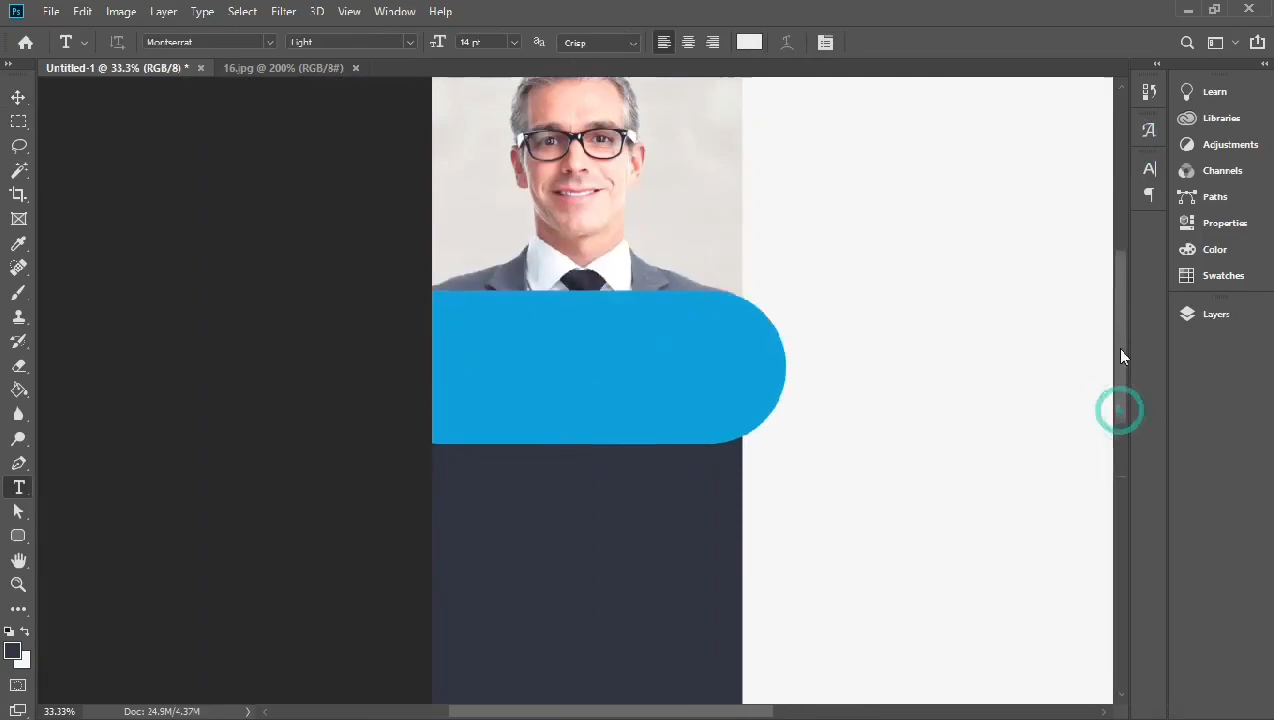 Ps File Edit Image Layer Type Select Filter 3D View Window Help
T Montserrat Light 14 pt aa Crisp
Untitled-1 @ 33.3% (RGB/8) * × 16.jpg @ 200% (RGB/8#) ×
Learn
Libraries
Adjustments
Channels
Paths
Properties
Color
Swatches
Layers
33.33% Doc: 24.9M/4.37M